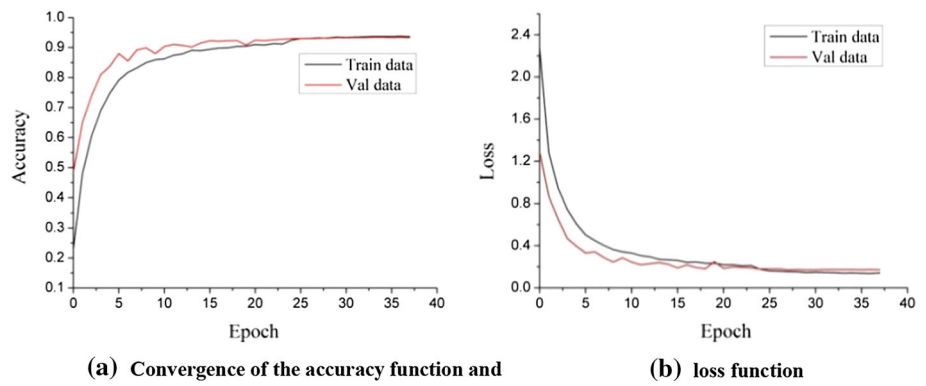 1.0
0.9
0.8
0.7
0.6
0.5
0.4
0.3
0.2
0.1
Accuracy
Train data
Val data
0 5 10 15 20 25 30 35 40
Epoch
2.4
2.0
1.6
1.2
0.8
0.4
0.0
Loss
Train data
Val data
0 5 10 15 20 25 30 35 40
Epoch
(a) Convergence of the accuracy function and
(b) loss function